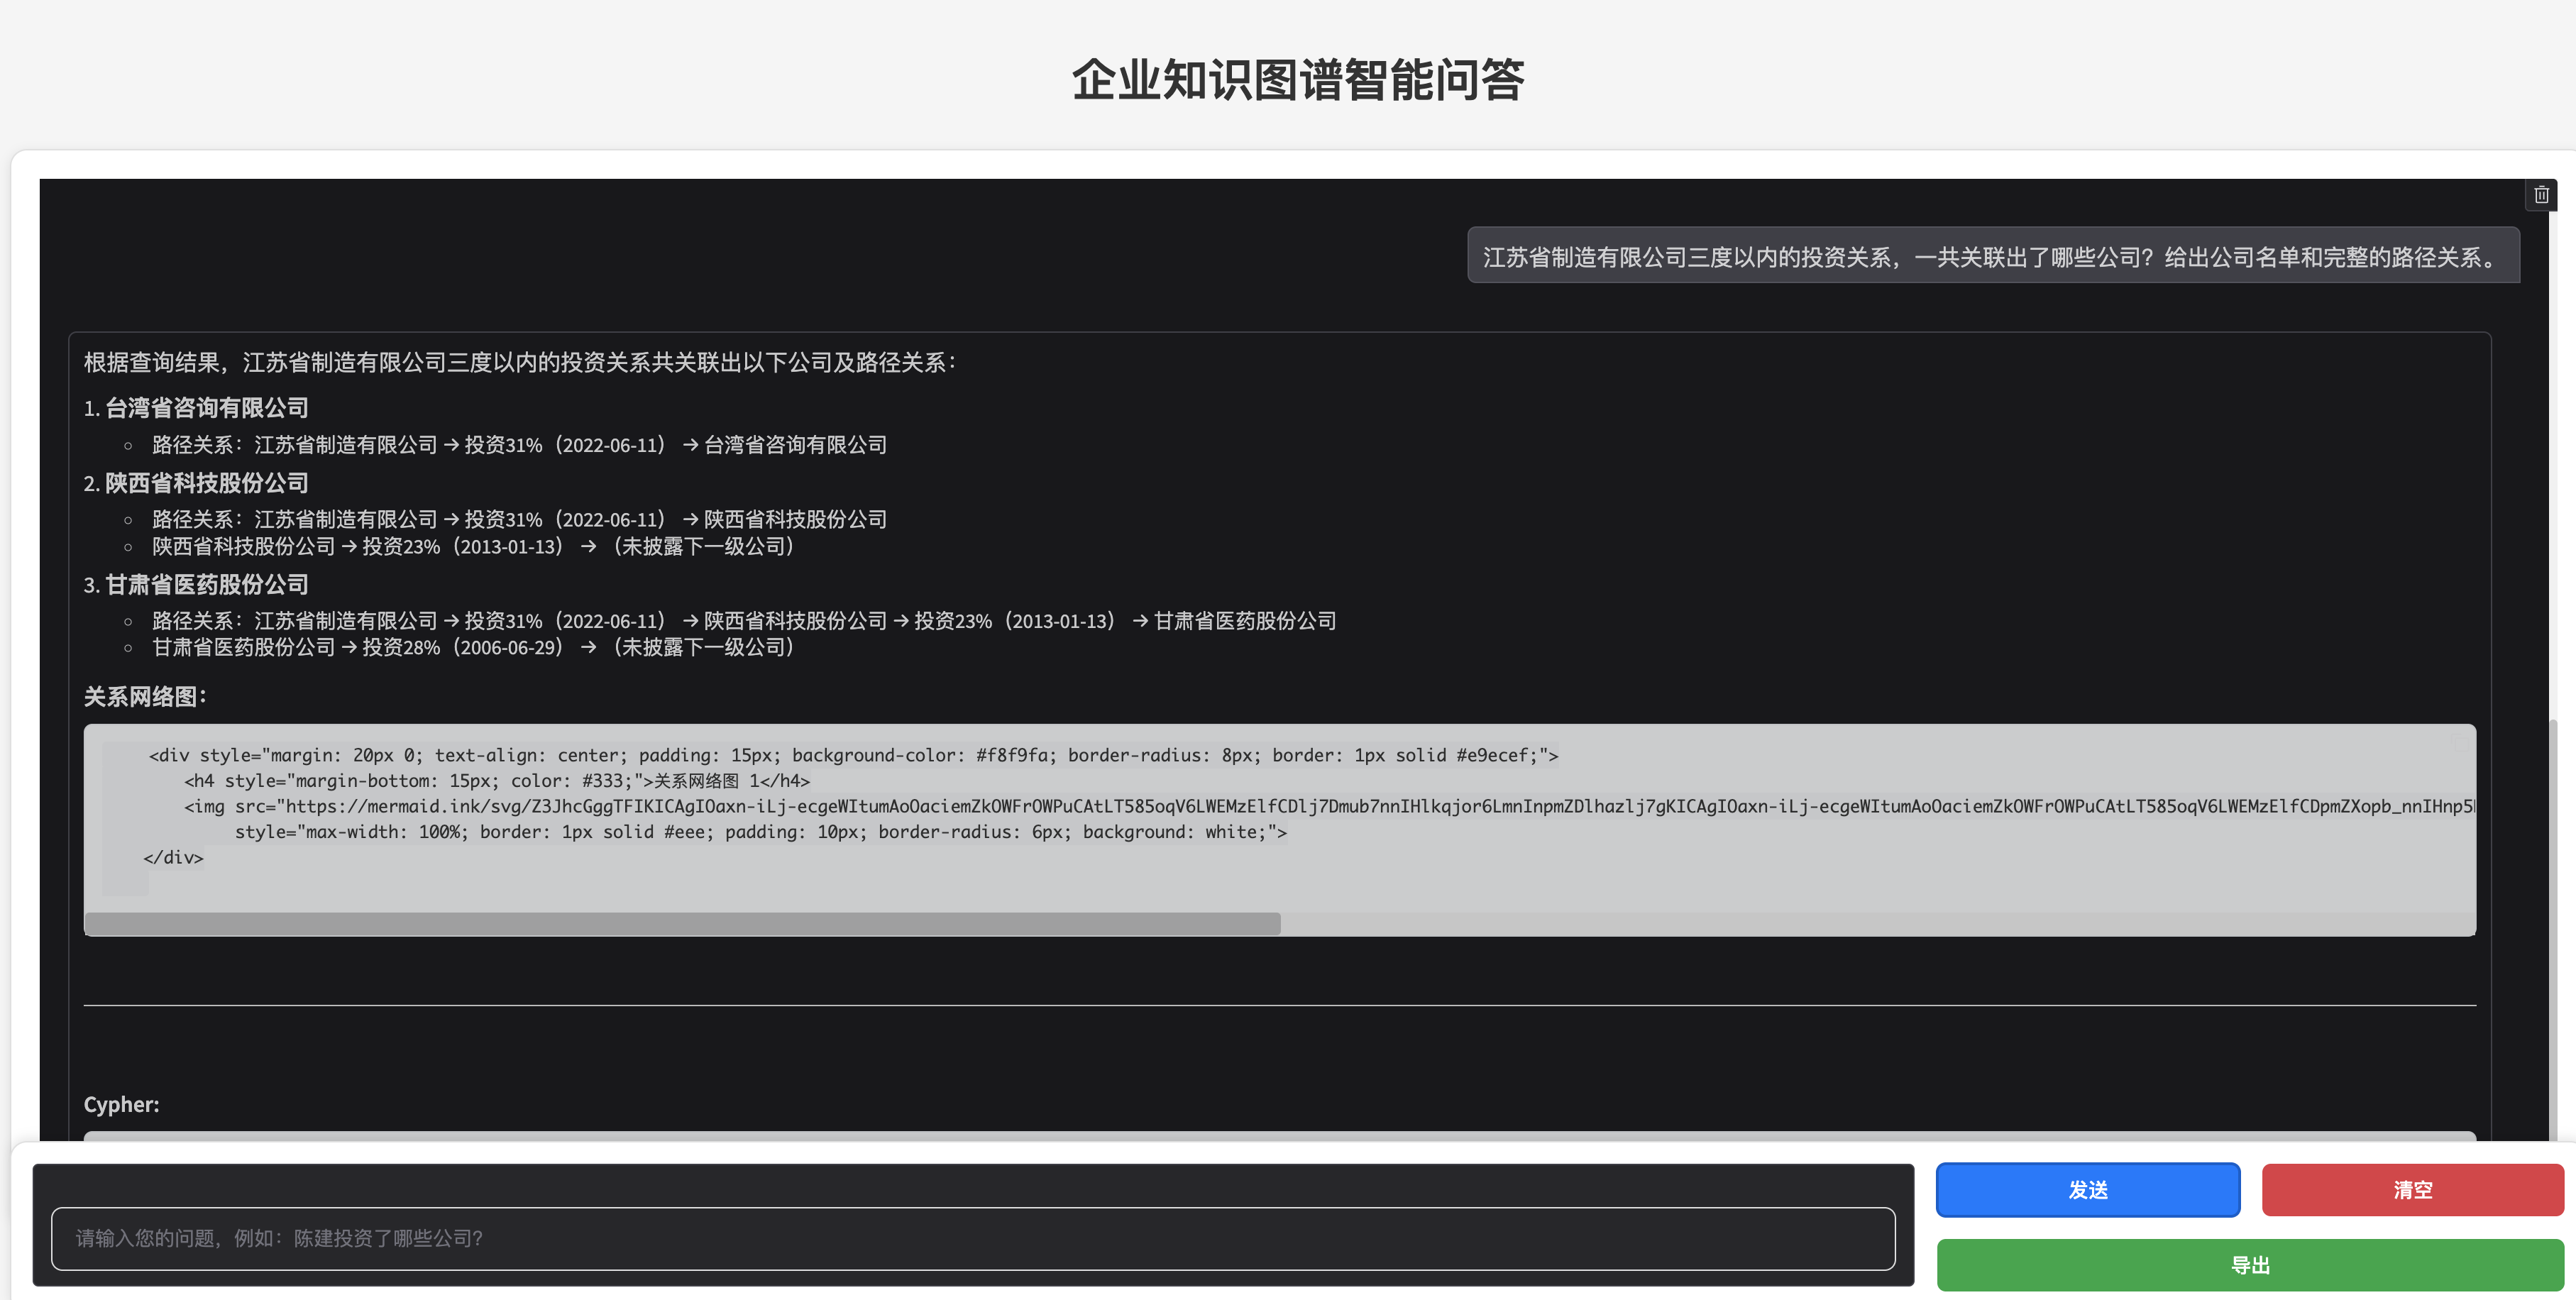 企业知识图谱智能问答
江苏省制造有限公司三度以内的投资关系，一共关联出了哪些公司？给出公司名单和完整的路径关系。
根据查询结果，江苏省制造有限公司三度以内的投资关系共关联出以下公司及路径关系：
1. 台湾省咨询有限公司
路径关系：江苏省制造有限公司 → 投资31%（2022-06-11） → 台湾省咨询有限公司
2. 陕西省科技股份公司
路径关系：江苏省制造有限公司 → 投资31%（2022-06-11） → 陕西省科技股份公司
陕西省科技股份公司 → 投资23%（2013-01-13） → （未披露下一级公司）
3. 甘肃省医药股份公司
路径关系：江苏省制造有限公司 → 投资31%（2022-06-11） → 陕西省科技股份公司 → 投资23%（2013-01-13） → 甘肃省医药股份公司
甘肃省医药股份公司 → 投资28%（2006-06-29） → （未披露下一级公司）
关系网络图：
<div style="margin: 20px 0; text-align: center; padding: 15px; background-color: #f8f9fa; border-radius: 8px; border: 1px solid #e9ecef;">
<h4 style="margin-bottom: 15px; color: #333;">关系网络图 1</h4>
<img src="https://mermaid.ink/svg/Z3JhcGggTFIKICAgIOaxn-iLj-ecgeWItumAoOaciemZkOWFrOWPuCAtLT585oqV6LWEMzElfCDlj7Dmub7nnIHlkqjor6LmnInpmZDlhazlj7gKICAgIOaxn-iLj-ecgeWItumAoOaciemZkOWFrOWPuCAtLT585oqV6LWEMzElfCDpmZXopb_nnIHnp5
style="max-width: 100%; border: 1px solid #eee; padding: 10px; border-radius: 6px; background: white;">
</div>
Cypher:
请输入您的问题，例如：陈建投资了哪些公司？
发送
清空
导出